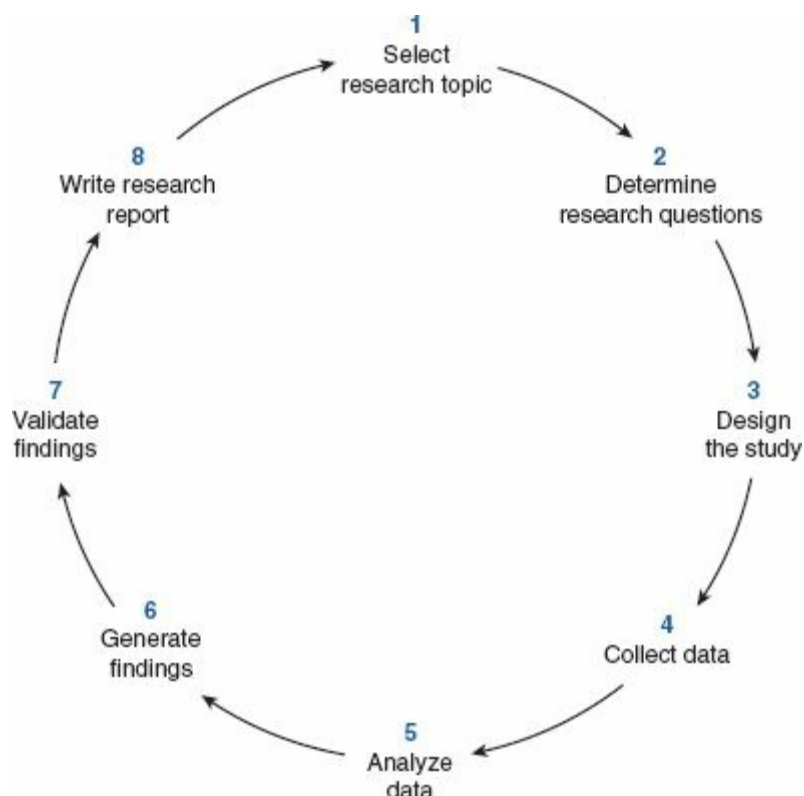 1
Select
research topic
2
Determine
research questions
3
Design
the study
4
Collect data
5
Analyze
data
6
Generate
findings
7
Validate
findings
8
Write research
report